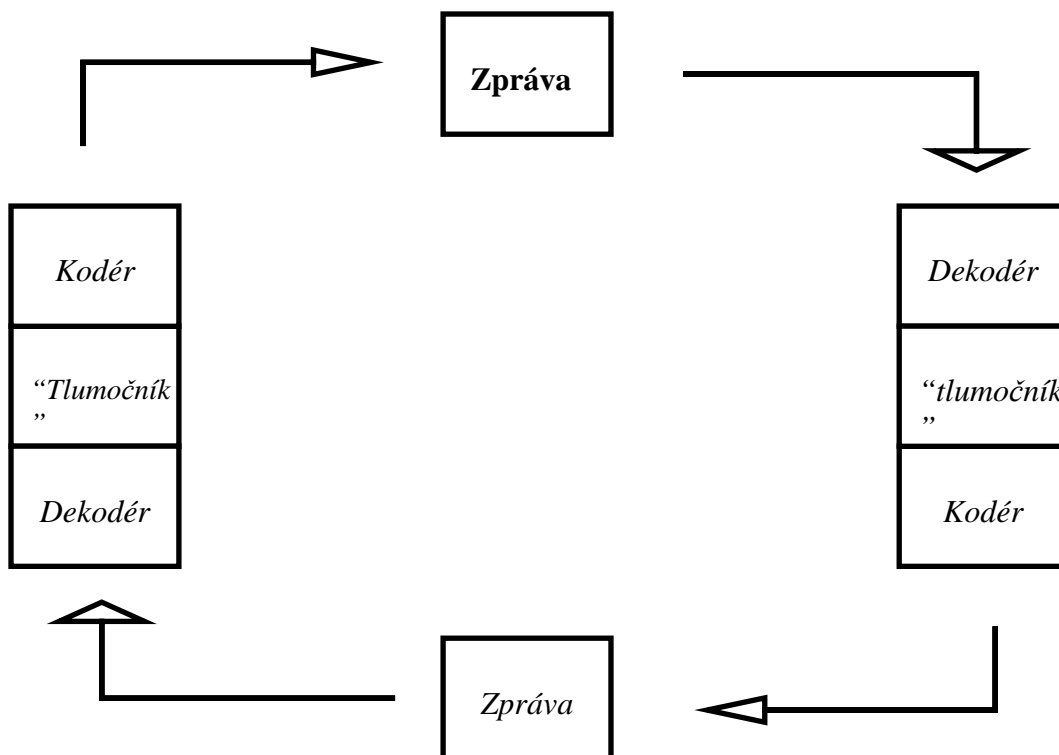 Zpráva
Kodér
“Tlumočník
”
Dekodér
Dekodér
“tlumočník
”
Kodér
Zpráva